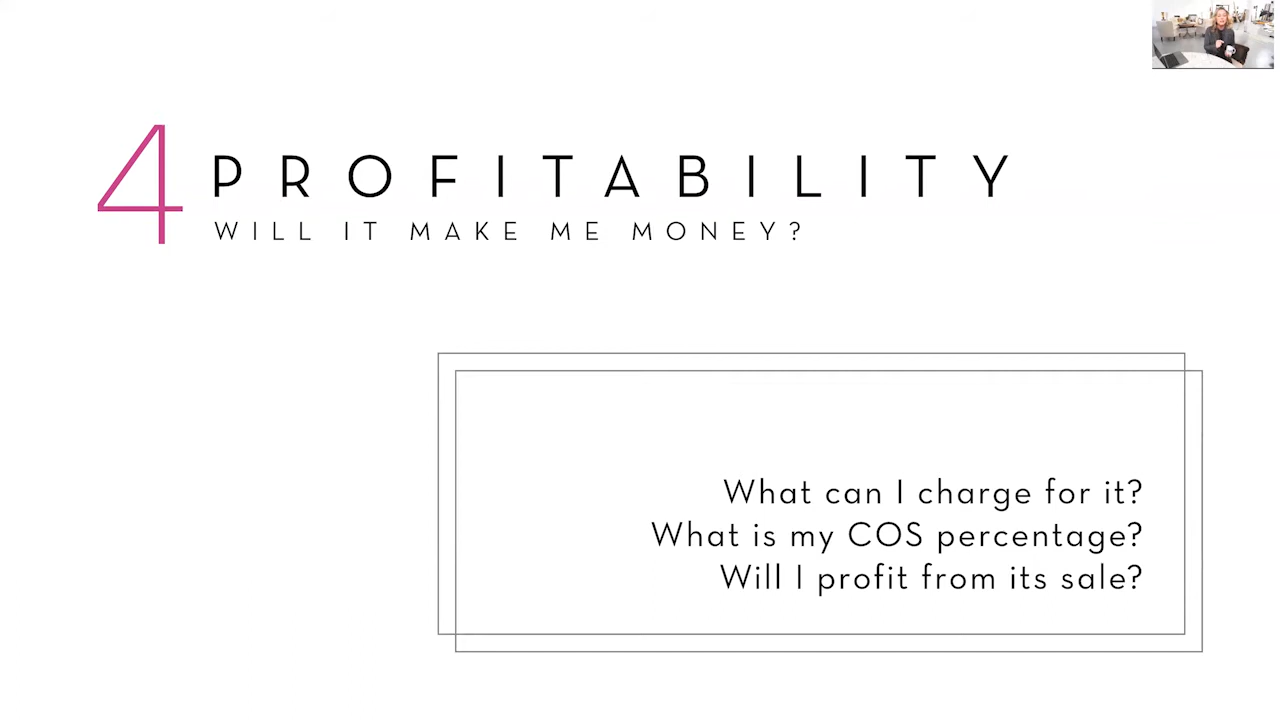 4 PROFITABILITY
WILL IT MAKE ME MONEY?
What can I charge for it?
What is my COS percentage?
Will I profit from its sale?